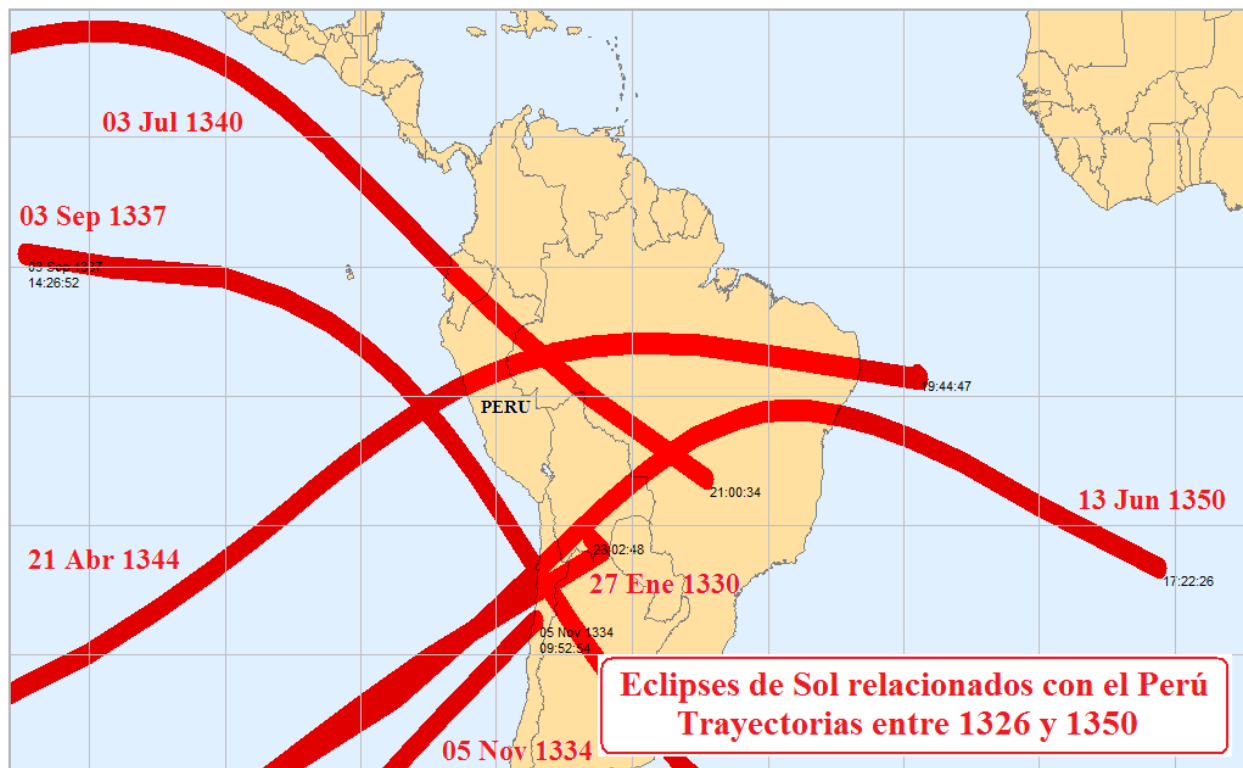 03 Jul 1340
03 Sep 1337
03 Sep 1337
14:26:52
19:44:47
PERU
21:00:34
13 Jun 1350
21 Abr 1344
23:02:48
27 Ene 1330
17:22:26
05 Nov 1334
09:52:54
Eclipses de Sol relacionados con el Perú
Trayectorias entre 1326 y 1350
05 Nov 1334